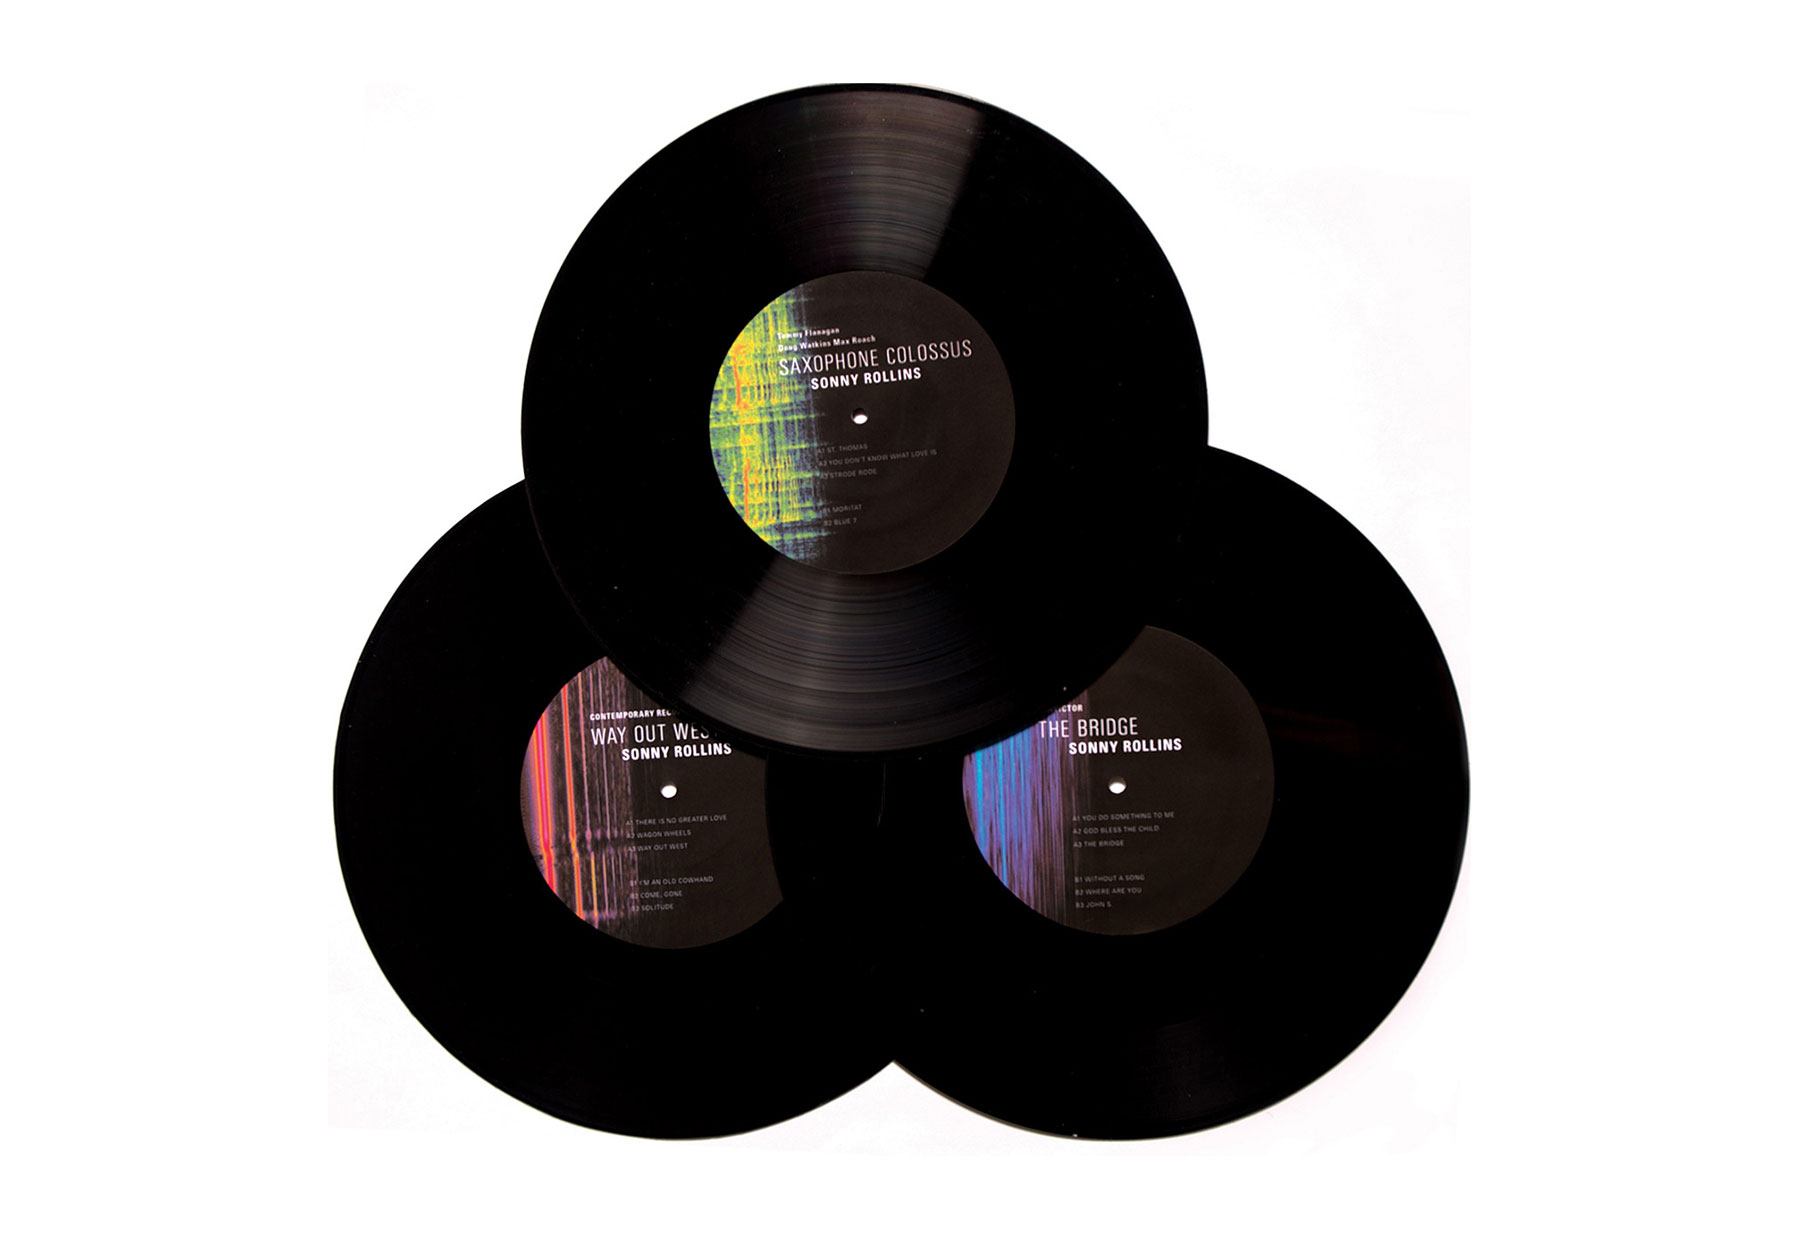 Tommy Flanagan
Doug Watkins Max Roach
SAXOPHONE COLOSSUS
SONNY ROLLINS
A1 ST. THOMAS
A2 YOU DON'T KNOW WHAT LOVE IS
A3 STRODE RODE
B1 MORITAT
B2 BLUE 7
CONTEMPORARY
WAY OUT WEST
SONNY ROLLINS
A1 THERE IS NO GREATER LOVE
A2 WAGON WHEELS
A3 WAY OUT WEST
B1 I'M AN OLD COWHAND
B2 COME, GONE
B3 SOLITUDE
THE BRIDGE
SONNY ROLLINS
A1 YOU DO SOMETHING TO ME
A2 GOD BLESS THE CHILD
A3 THE BRIDGE
B1 WITHOUT A SONG
B2 WHERE ARE YOU
B3 JOHN S.